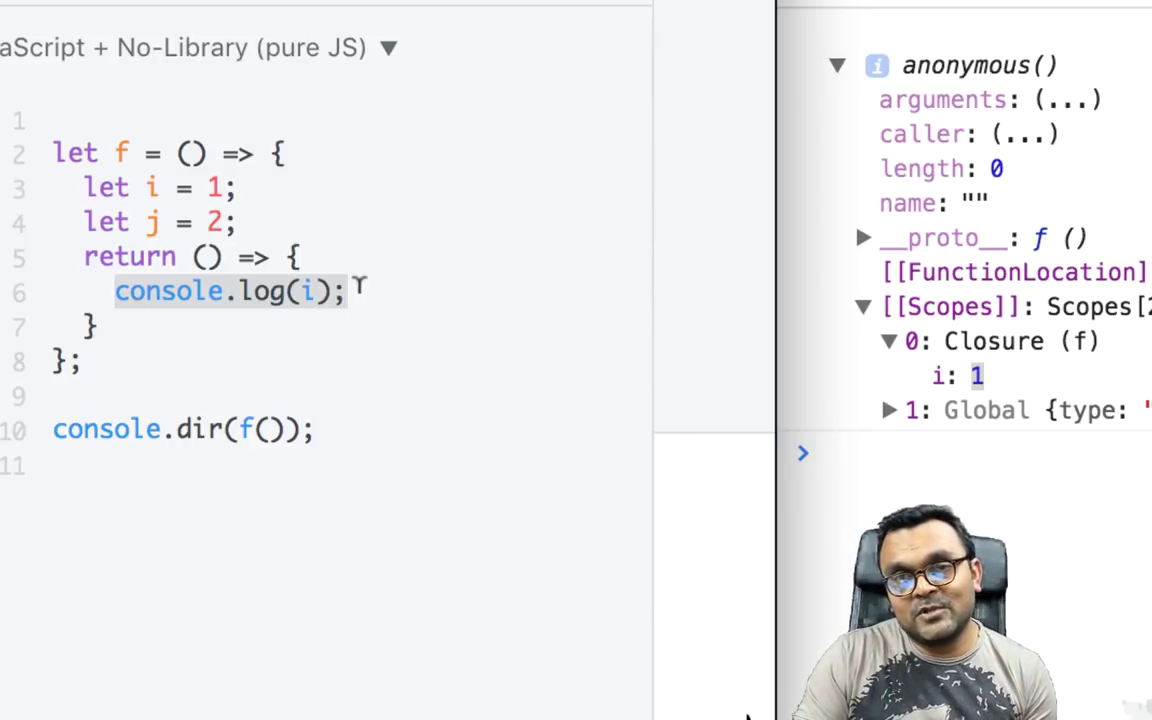 aScript + No-Library (pure JS) ▼
1
2 let f = () => {
3 let i = 1;
4 let j = 2;
5 return () => {
6 console.log(i);
7 }
8 };
9
10 console.dir(f());
11
▼ i anonymous()
arguments: (...)
caller: (...)
length: 0
name: ""
▶ __proto__: ƒ ()
[[FunctionLocation]
▼ [[Scopes]]: Scopes[2
▼ 0: Closure (f)
i: 1
▶ 1: Global {type: "
>